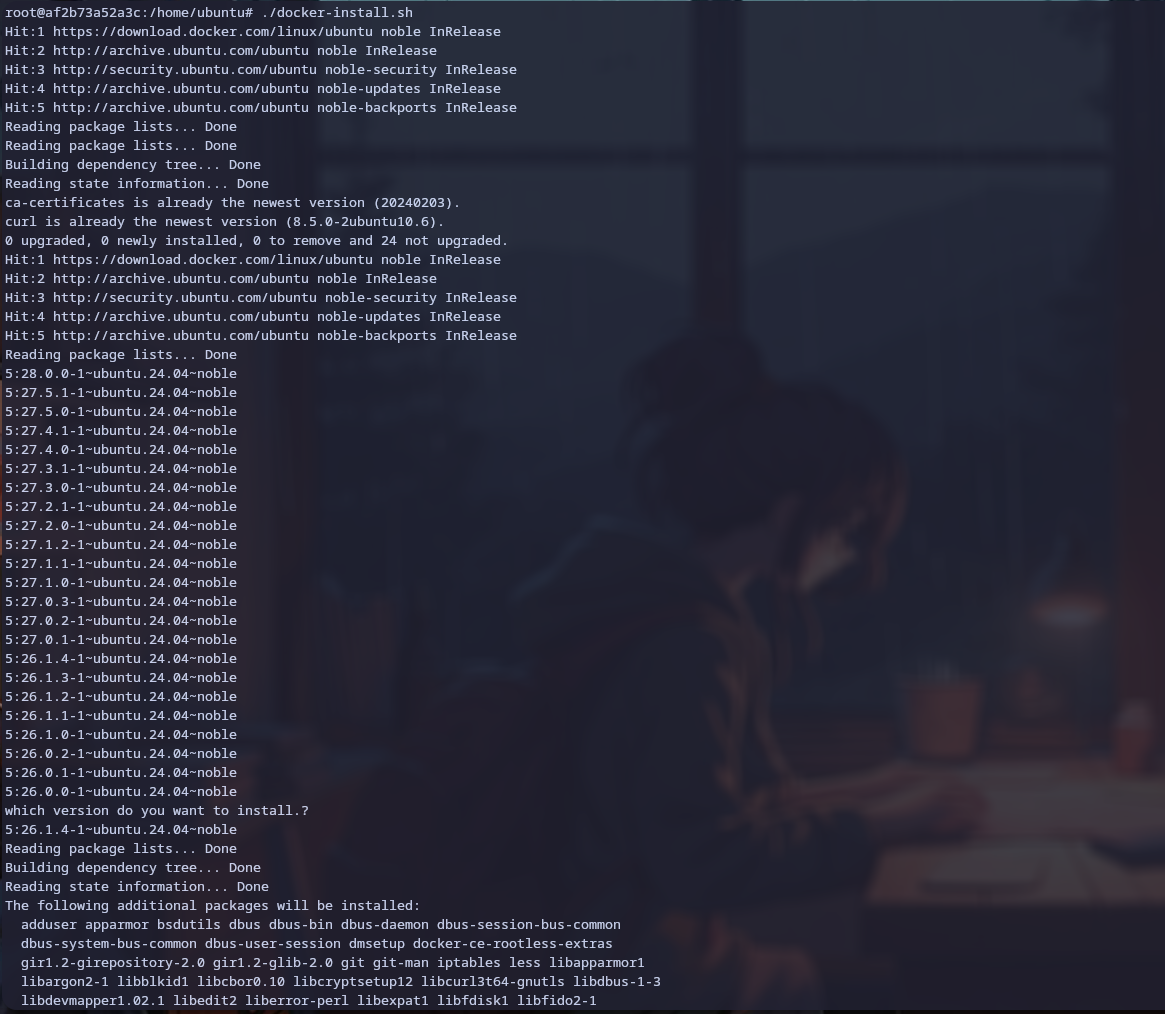 root@af2b73a52a3c:/home/ubuntu# ./docker-install.sh
Hit:1 https://download.docker.com/linux/ubuntu noble InRelease
Hit:2 http://archive.ubuntu.com/ubuntu noble InRelease
Hit:3 http://security.ubuntu.com/ubuntu noble-security InRelease
Hit:4 http://archive.ubuntu.com/ubuntu noble-updates InRelease
Hit:5 http://archive.ubuntu.com/ubuntu noble-backports InRelease
Reading package lists... Done
Reading package lists... Done
Building dependency tree... Done
Reading state information... Done
ca-certificates is already the newest version (20240203).
curl is already the newest version (8.5.0-2ubuntu10.6).
0 upgraded, 0 newly installed, 0 to remove and 24 not upgraded.
Hit:1 https://download.docker.com/linux/ubuntu noble InRelease
Hit:2 http://archive.ubuntu.com/ubuntu noble InRelease
Hit:3 http://security.ubuntu.com/ubuntu noble-security InRelease
Hit:4 http://archive.ubuntu.com/ubuntu noble-updates InRelease
Hit:5 http://archive.ubuntu.com/ubuntu noble-backports InRelease
Reading package lists... Done
5:28.0.0-1~ubuntu.24.04~noble
5:27.5.1-1~ubuntu.24.04~noble
5:27.5.0-1~ubuntu.24.04~noble
5:27.4.1-1~ubuntu.24.04~noble
5:27.4.0-1~ubuntu.24.04~noble
5:27.3.1-1~ubuntu.24.04~noble
5:27.3.0-1~ubuntu.24.04~noble
5:27.2.1-1~ubuntu.24.04~noble
5:27.2.0-1~ubuntu.24.04~noble
5:27.1.2-1~ubuntu.24.04~noble
5:27.1.1-1~ubuntu.24.04~noble
5:27.1.0-1~ubuntu.24.04~noble
5:27.0.3-1~ubuntu.24.04~noble
5:27.0.2-1~ubuntu.24.04~noble
5:27.0.1-1~ubuntu.24.04~noble
5:26.1.4-1~ubuntu.24.04~noble
5:26.1.3-1~ubuntu.24.04~noble
5:26.1.2-1~ubuntu.24.04~noble
5:26.1.1-1~ubuntu.24.04~noble
5:26.1.0-1~ubuntu.24.04~noble
5:26.0.2-1~ubuntu.24.04~noble
5:26.0.1-1~ubuntu.24.04~noble
5:26.0.0-1~ubuntu.24.04~noble
which version do you want to install.?
5:26.1.4-1~ubuntu.24.04~noble
Reading package lists... Done
Building dependency tree... Done
Reading state information... Done
The following additional packages will be installed:
  adduser apparmor bsdutils dbus dbus-bin dbus-daemon dbus-session-bus-common
  dbus-system-bus-common dbus-user-session dmsetup docker-ce-rootless-extras
  gir1.2-girepository-2.0 gir1.2-glib-2.0 git git-man iptables less libapparmor1
  libargon2-1 libblkid1 libcbor0.10 libcryptsetup12 libcurl3t64-gnutls libdbus-1-3
  libdevmapper1.02.1 libedit2 liberror-perl libexpat1 libfdisk1 libfido2-1